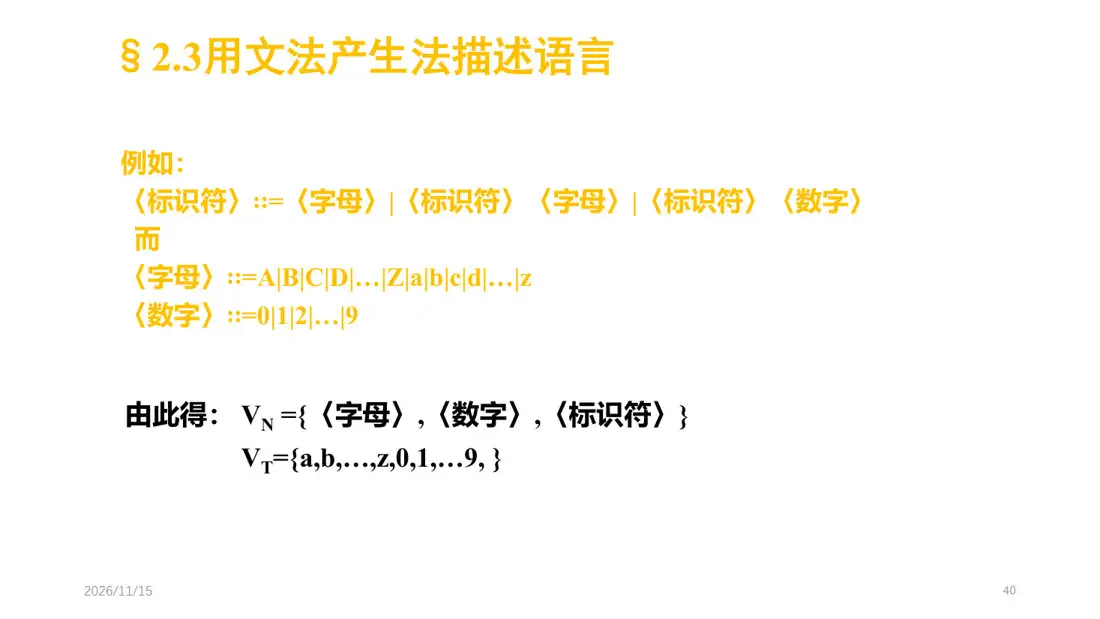 §2.3用文法产生法描述语言
例如：
〈标识符〉∷=〈字母〉|〈标识符〉〈字母〉|〈标识符〉〈数字〉
而
〈字母〉∷=A|B|C|D|…|Z|a|b|c|d|…|z
〈数字〉∷=0|1|2|…|9
由此得： VN ={〈字母〉,〈数字〉,〈标识符〉}
VT={a,b,…,z,0,1,…9, }
2026/11/15
40